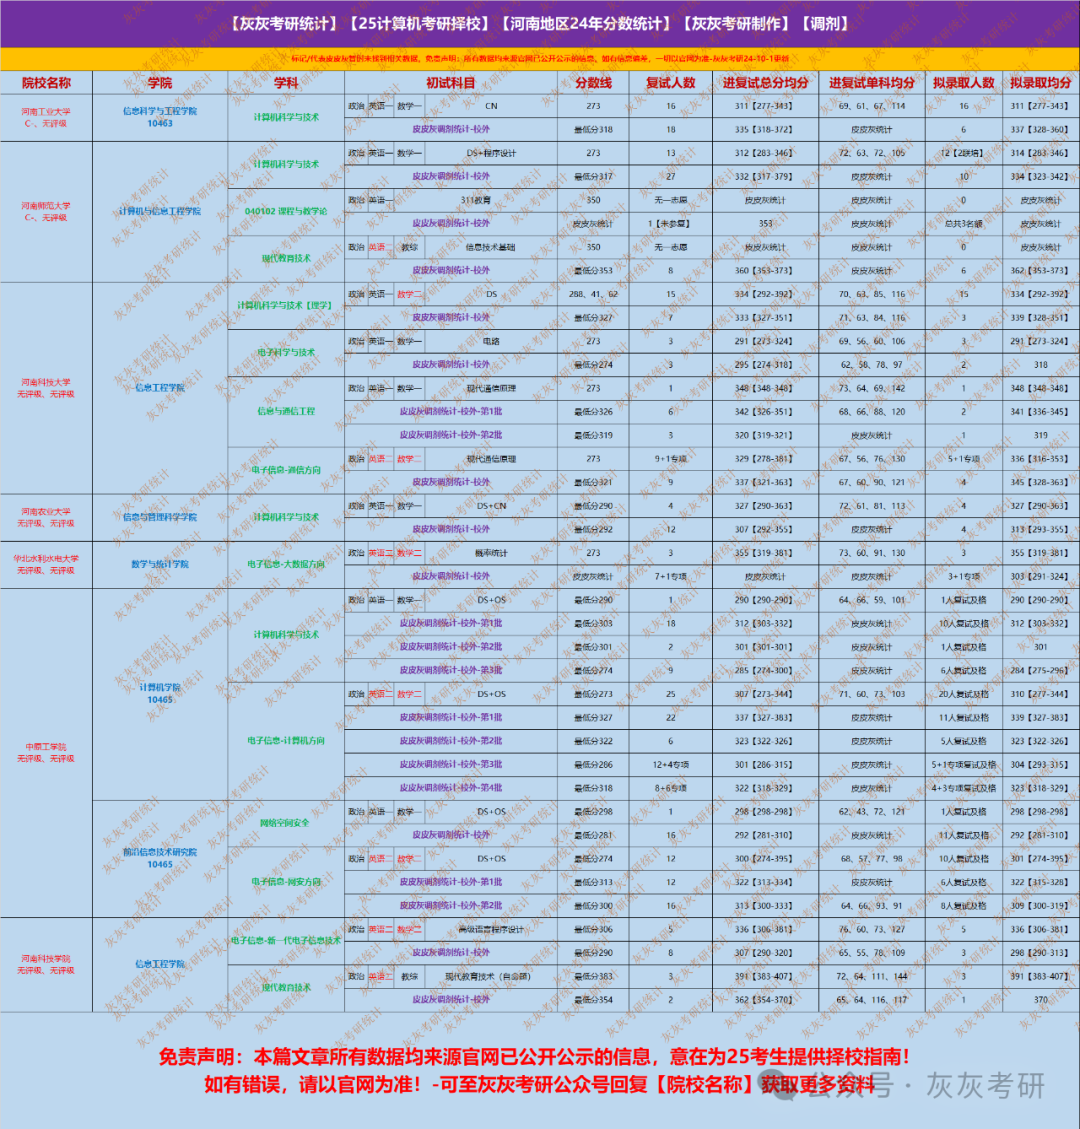 【灰灰考研统计】【25计算机考研择校】【河南地区24年分数统计】【灰灰考研制作】【调剂】
标记/代表皮皮灰暂时未找到相关数据，免责声明：所有数据均来源官网已公开公示的信息，如有信息偏差，一切以官网为准-灰灰考研24-10-1更新
院校名称 学院 学科 初试科目 分数线 复试人数 进复试总分均分 进复试单科均分 拟录取人数 拟录取均分
河南工业大学 C-、无评级 信息科学与工程学院 10463 计算机科学与技术 政治 英语一 数学一 CN 273 16 311【277-343】 69、61、67、114 16 311【277-343】
皮皮灰调剂统计-校外 最低分318 18 335【318-372】 皮皮灰统计 6 337【328-360】
河南师范大学 C-、无评级 计算机与信息工程学院 计算机科学与技术 政治 英语一 数学一 DS+程序设计 273 13 312【283-346】 72、63、72、105 12【2联培】 314【283-346】
皮皮灰调剂统计-校外 最低分317 27 332【317-379】 皮皮灰统计 10 334【323-342】
040102 课程与教学论 政治 英语一 311教育 350 无一志愿 皮皮灰统计 皮皮灰统计 0 皮皮灰统计
皮皮灰调剂统计-校外 皮皮灰统计 1【未参复】 353 皮皮灰统计 总共3名额 皮皮灰统计
现代教育技术 政治 英语二 教综 信息技术基础 350 无一志愿 皮皮灰统计 皮皮灰统计 0 皮皮灰统计
皮皮灰调剂统计-校外 最低分353 8 360【353-373】 皮皮灰统计 6 362【353-373】
河南科技大学 无评级、无评级 信息工程学院 计算机科学与技术【理学】 政治 英语一 数学二 DS 288、41、62 15 334【292-392】 70、63、85、116 15 334【292-392】
皮皮灰调剂统计-校外 最低分327 7 333【327-351】 71、63、84、116 3 339【328-351】
电子科学与技术 政治 英语一 数学一 电路 273 3 291【273-324】 69、56、60、106 3 291【273-324】
皮皮灰调剂统计-校外 最低分274 3 295【274-318】 62、58、78、97 2 318
信息与通信工程 政治 英语一 数学一 现代通信原理 273 1 348【348-348】 73、64、69、142 1 348【348-348】
皮皮灰调剂统计-校外-第1批 最低分326 6 342【326-351】 68、66、88、120 2 341【336-345】
皮皮灰调剂统计-校外-第2批 最低分319 3 320【319-321】 皮皮灰统计 1 319
电子信息-通信方向 政治 英语二 数学二 现代通信原理 273 9+1专项 329【278-381】 67、56、76、130 5+1专项 336【316-353】
皮皮灰调剂统计-校外 最低分321 9 337【321-363】 67、60、90、121 4 345【328-363】
河南农业大学 无评级、无评级 信息与管理科学学院 计算机科学与技术 政治 英语一 数学一 DS+CN 最低分290 4 327【290-363】 72、61、81、113 4 327【290-363】
皮皮灰调剂统计-校外 最低分292 12 307【292-355】 皮皮灰统计 4 313【293-355】
华北水利水电大学 无评级、无评级 数学与统计学院 电子信息-大数据方向 政治 英语二 数学二 概率统计 273 3 355【319-381】 73、60、91、130 3 355【319-381】
皮皮灰调剂统计-校外 皮皮灰统计 7+1专项 皮皮灰统计 皮皮灰统计 3+1专项 303【291-324】
中原工学院 无评级、无评级 计算机学院 10465 计算机科学与技术 政治 英语一 数学一 DS+OS 最低分290 1 290【290-290】 64、66、59、101 1人复试及格 290【290-290】
皮皮灰调剂统计-校外-第1批 最低分303 18 312【303-332】 皮皮灰统计 10人复试及格 312【303-332】
皮皮灰调剂统计-校外-第2批 最低分301 2 301【301-301】 皮皮灰统计 1人复试及格 301
皮皮灰调剂统计-校外-第3批 最低分274 9 285【274-300】 皮皮灰统计 6人复试及格 284【275-296】
电子信息-计算机方向 政治 英语二 数学二 DS+OS 最低分273 25 307【273-344】 71、60、73、103 20人复试及格 310【277-344】
皮皮灰调剂统计-校外-第1批 最低分327 22 337【327-383】 皮皮灰统计 11人复试及格 339【327-383】
皮皮灰调剂统计-校外-第2批 最低分322 6 323【322-326】 皮皮灰统计 5人复试及格 323【322-326】
皮皮灰调剂统计-校外-第3批 最低分286 12+4专项 301【286-315】 皮皮灰统计 5+1专项复试及格 304【293-315】
皮皮灰调剂统计-校外-第4批 最低分318 8+6专项 322【318-329】 皮皮灰统计 4+3专项复试及格 323【318-329】
前沿信息技术研究院 10465 网络空间安全 政治 英语一 数学一 DS+OS 最低分298 1 298【298-298】 62、43、72、121 1人复试及格 298【298-298】
皮皮灰调剂统计-校外 最低分281 16 292【281-310】 皮皮灰统计 11人复试及格 292【281-310】
电子信息-网安方向 政治 英语二 数学二 DS+OS 最低分274 12 300【274-395】 68、57、77、98 10人复试及格 301【274-395】
皮皮灰调剂统计-校外-第1批 最低分313 12 322【313-334】 皮皮灰统计 6人复试及格 322【315-328】
皮皮灰调剂统计-校外-第2批 最低分300 16 313【300-333】 64、66、93、91 8人复试及格 309【300-319】
河南科技学院 无评级、无评级 信息工程学院 电子信息-新一代电子信息技术 政治 英语二 数学二 高级语言程序设计 最低分306 5 336【306-381】 76、60、73、127 5 336【306-381】
皮皮灰调剂统计-校外 最低分290 8 307【290-320】 65、55、78、109 3 298【290-313】
现代教育技术 政治 英语二 教综 现代教育技术（自命题） 最低分383 3 391【383-407】 72、64、111、144 3 391【383-407】
皮皮灰调剂统计-校外 最低分354 2 362【354-370】 65、64、116、117 1 370
免责声明：本篇文章所有数据均来源官网已公开公示的信息，意在为25考生提供择校指南！
如有错误，请以官网为准！-可至灰灰考研公众号回复【院校名称】获取更多资料
公众号 · 灰灰考研